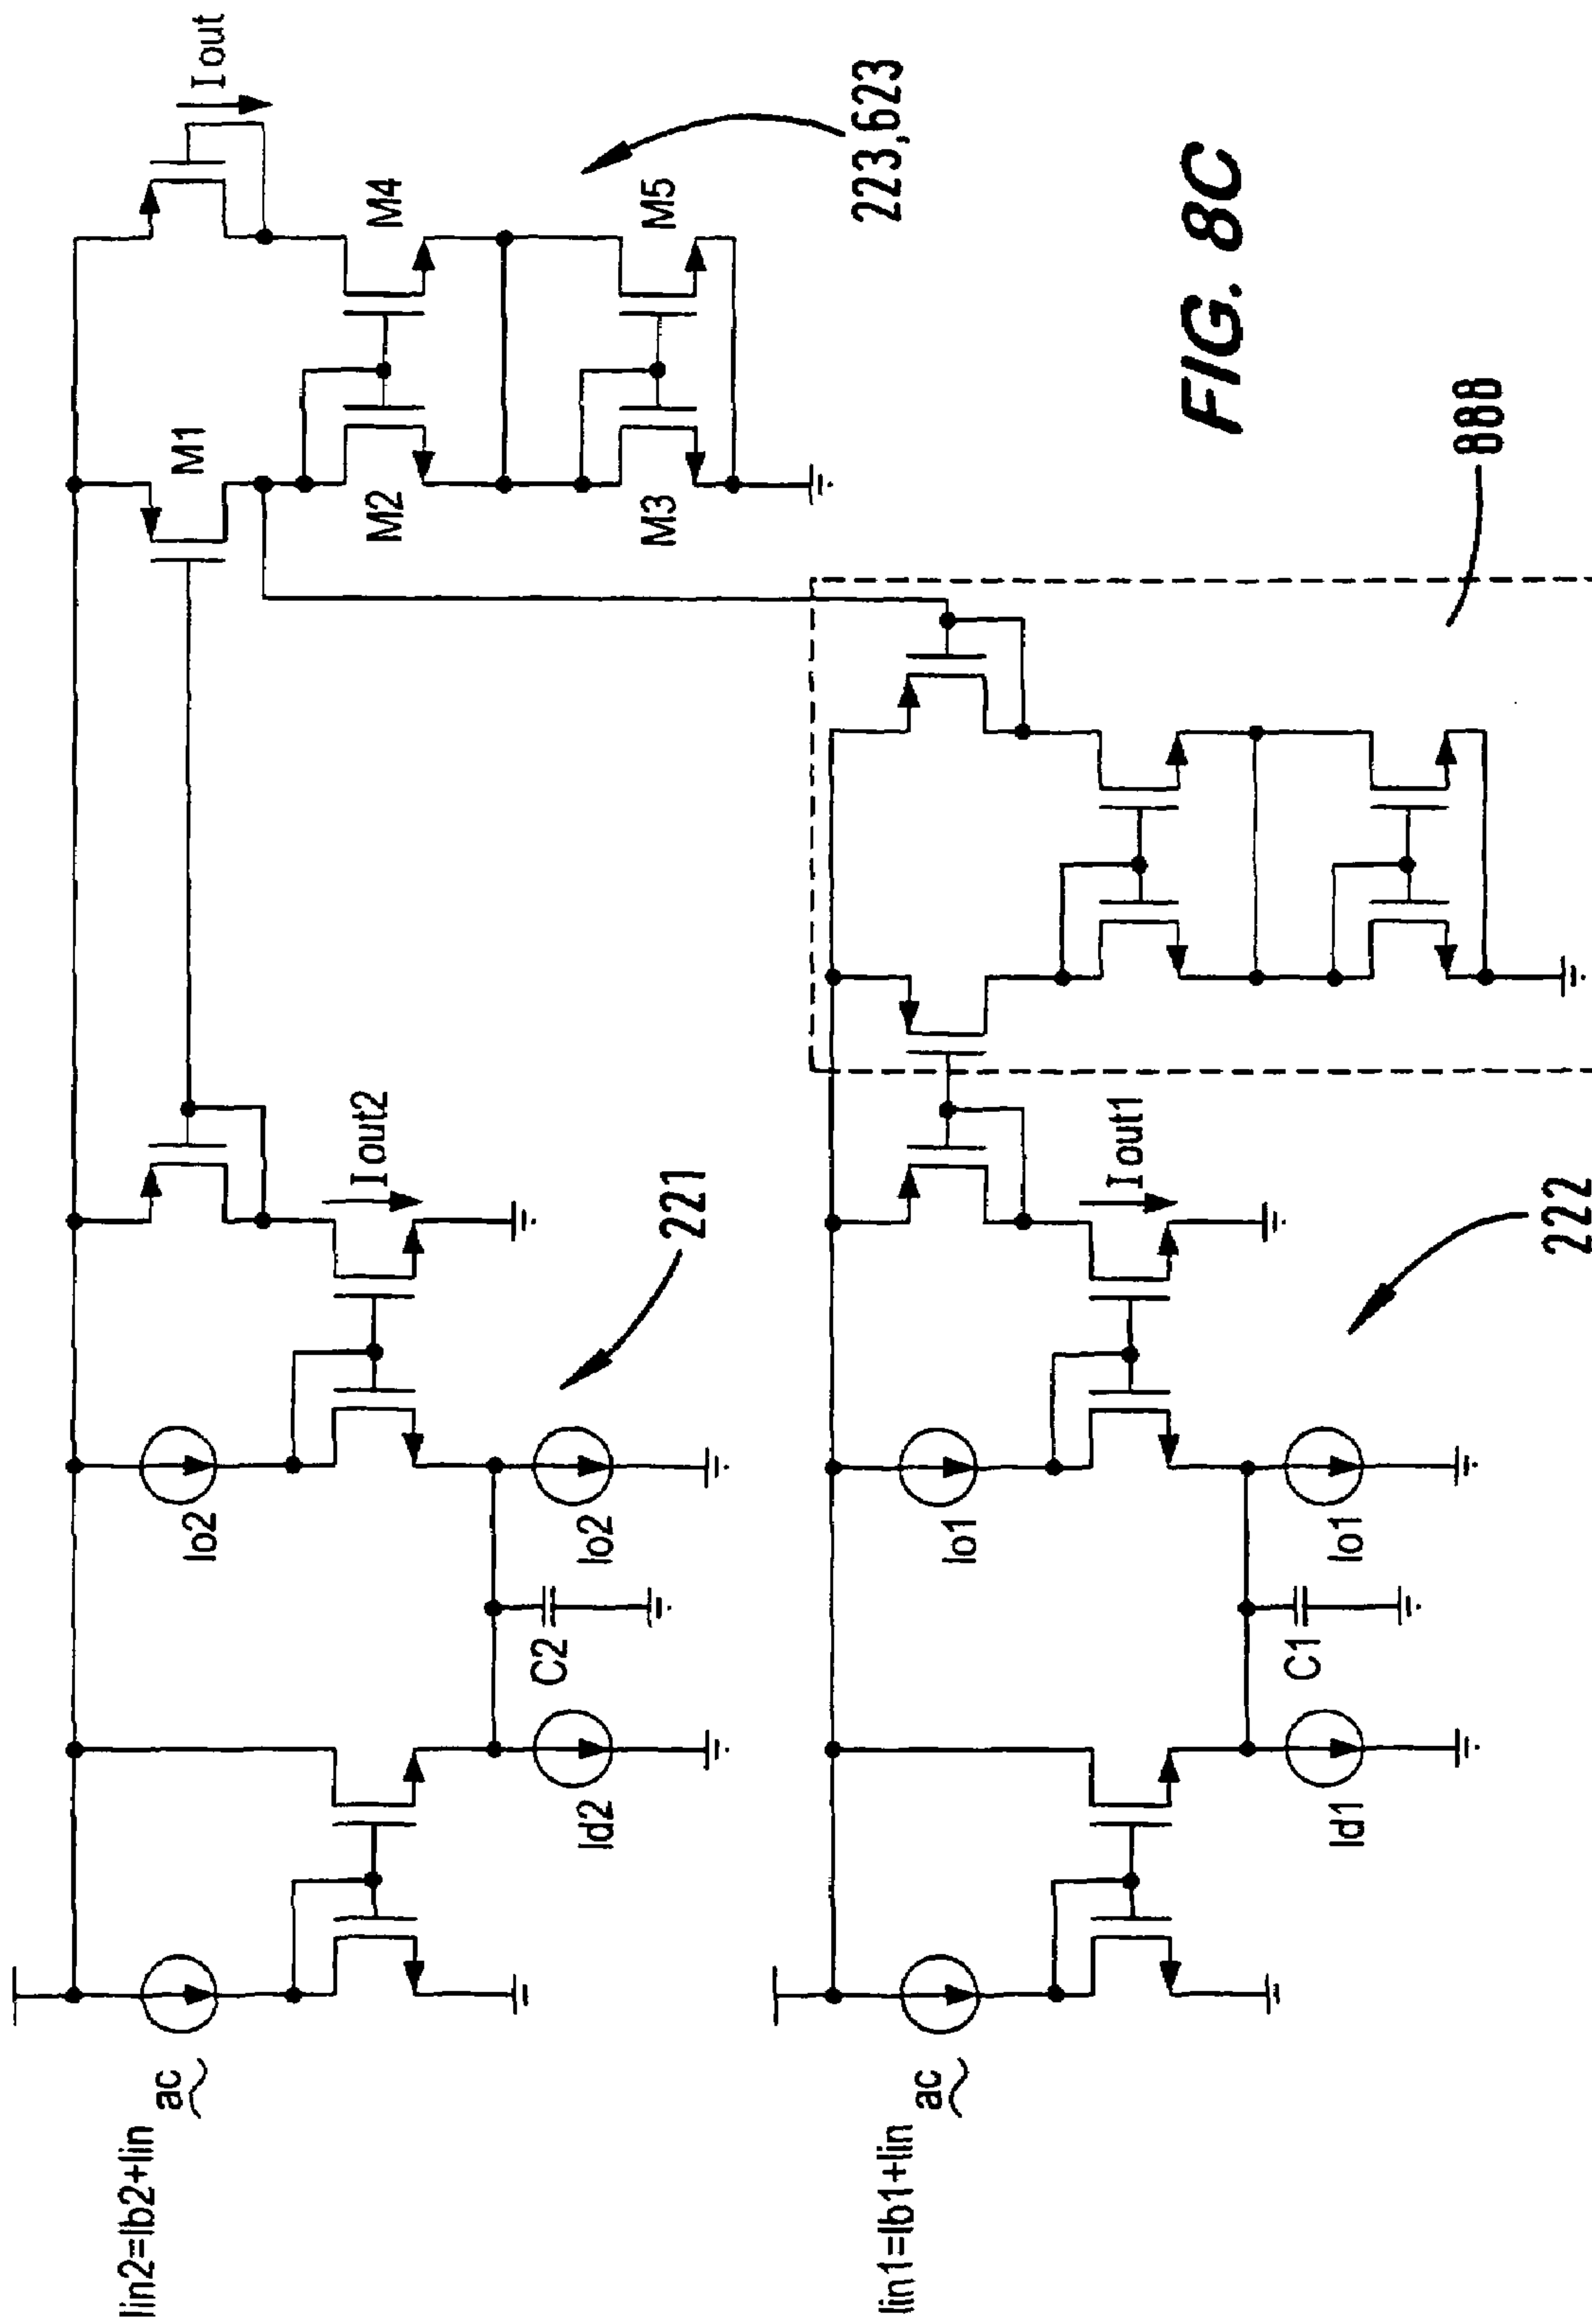 Iin2=Ib2+Iin
ac
Io2
Io2
Id2
C2
Iout2
221
M1
M2
M3
M4
M5
Iout
223,623
Iin1=Ib1+Iin
ac
Io1
Io1
Id1
C1
Iout1
222
888
FIG. 8C